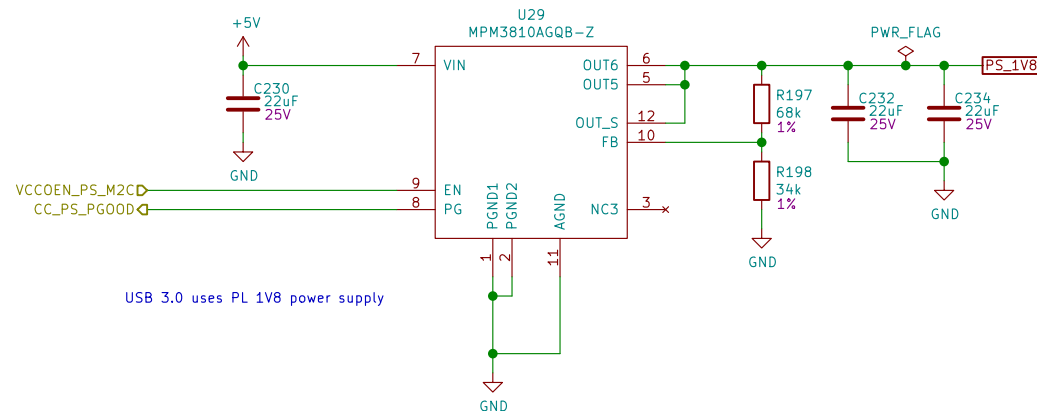 U29
MPM3810AGQB-Z
+5V
PWR_FLAG
7
VIN
OUT6
6
PS_1V8
OUT5
5
C230
22uF
25V
R197
68k
1%
C232
22uF
25V
C234
22uF
25V
OUT_S
12
FB
10
GND
R198
34k
1%
VCCOEN_PS_M2C
9
EN
CC_PS_PGOOD
8
PG
NC3
3
PGND1
PGND2
AGND
GND
1
2
11
GND
USB 3.0 uses PL 1V8 power supply
GND